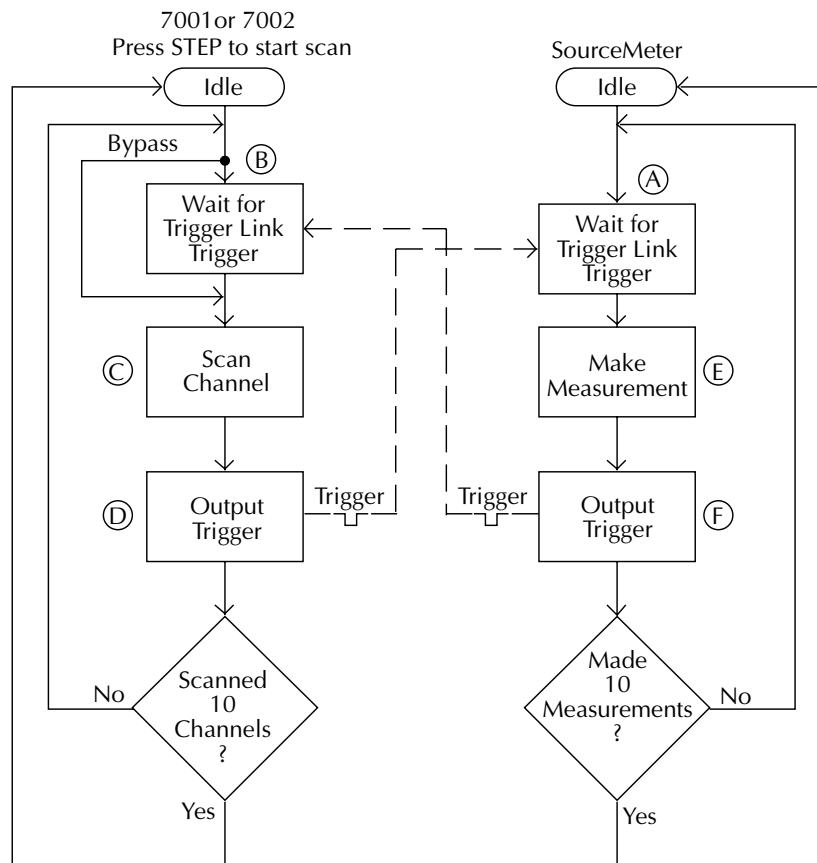 7001or 7002
Press STEP to start scan
Idle
Bypass
B
Wait for
Trigger Link
Trigger
C
Scan
Channel
D
Output
Trigger
Trigger
Scanned
10
Channels
?
No
Yes
SourceMeter
Idle
A
Wait for
Trigger Link
Trigger
Make
Measurement
E
Trigger
Output
Trigger
F
Made
10
Measurements
?
No
Yes